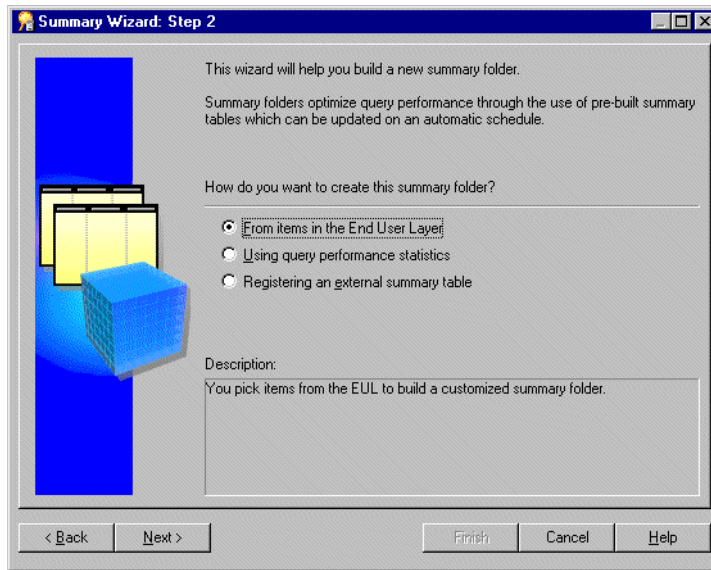 Summary Wizard: Step 2
This wizard will help you build a new summary folder.
Summary folders optimize query performance through the use of pre-built summary
tables which can be updated on an automatic schedule.
How do you want to create this summary folder?
From items in the End User Layer
Using query performance statistics
Registering an external summary table
Description:
You pick items from the EUL to build a customized summary folder.
< Back Next > Finish Cancel Help